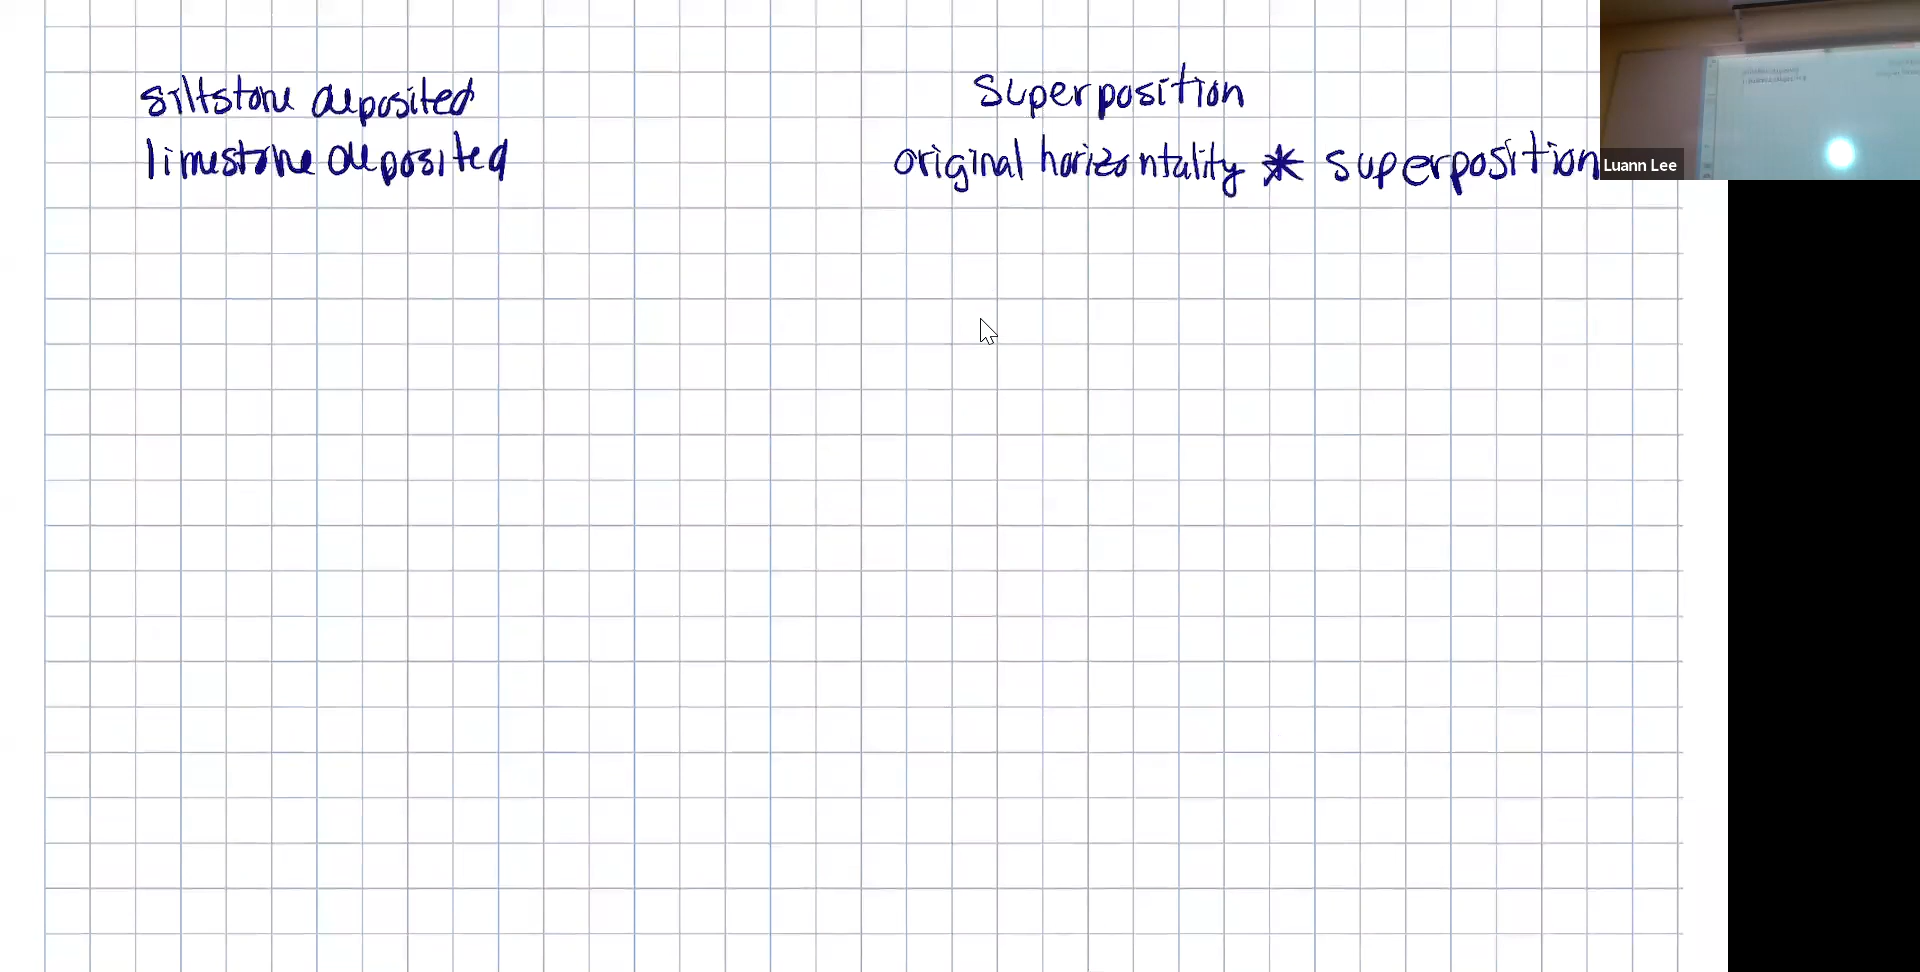 siltstone deposited Superposition
limestone deposited original horizontality * superposition
Luann Lee